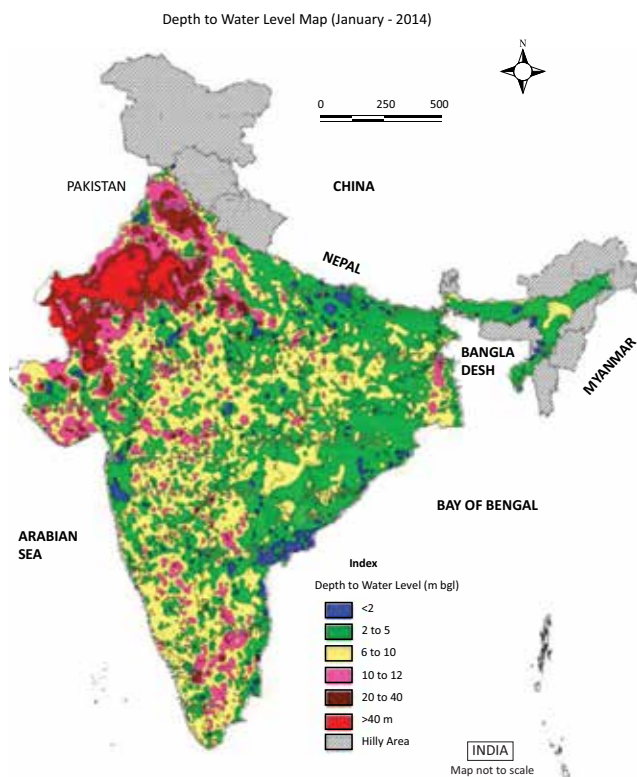 Depth to Water Level Map (January - 2014)
N
0 250 500
PAKISTAN
CHINA
NEPAL
BANGLA
DESH
MYANMAR
BAY OF BENGAL
ARABIAN
SEA
Index
Depth to Water Level (m bgl)
<2
2 to 5
6 to 10
10 to 12
20 to 40
>40 m
Hilly Area
INDIA
Map not to scale